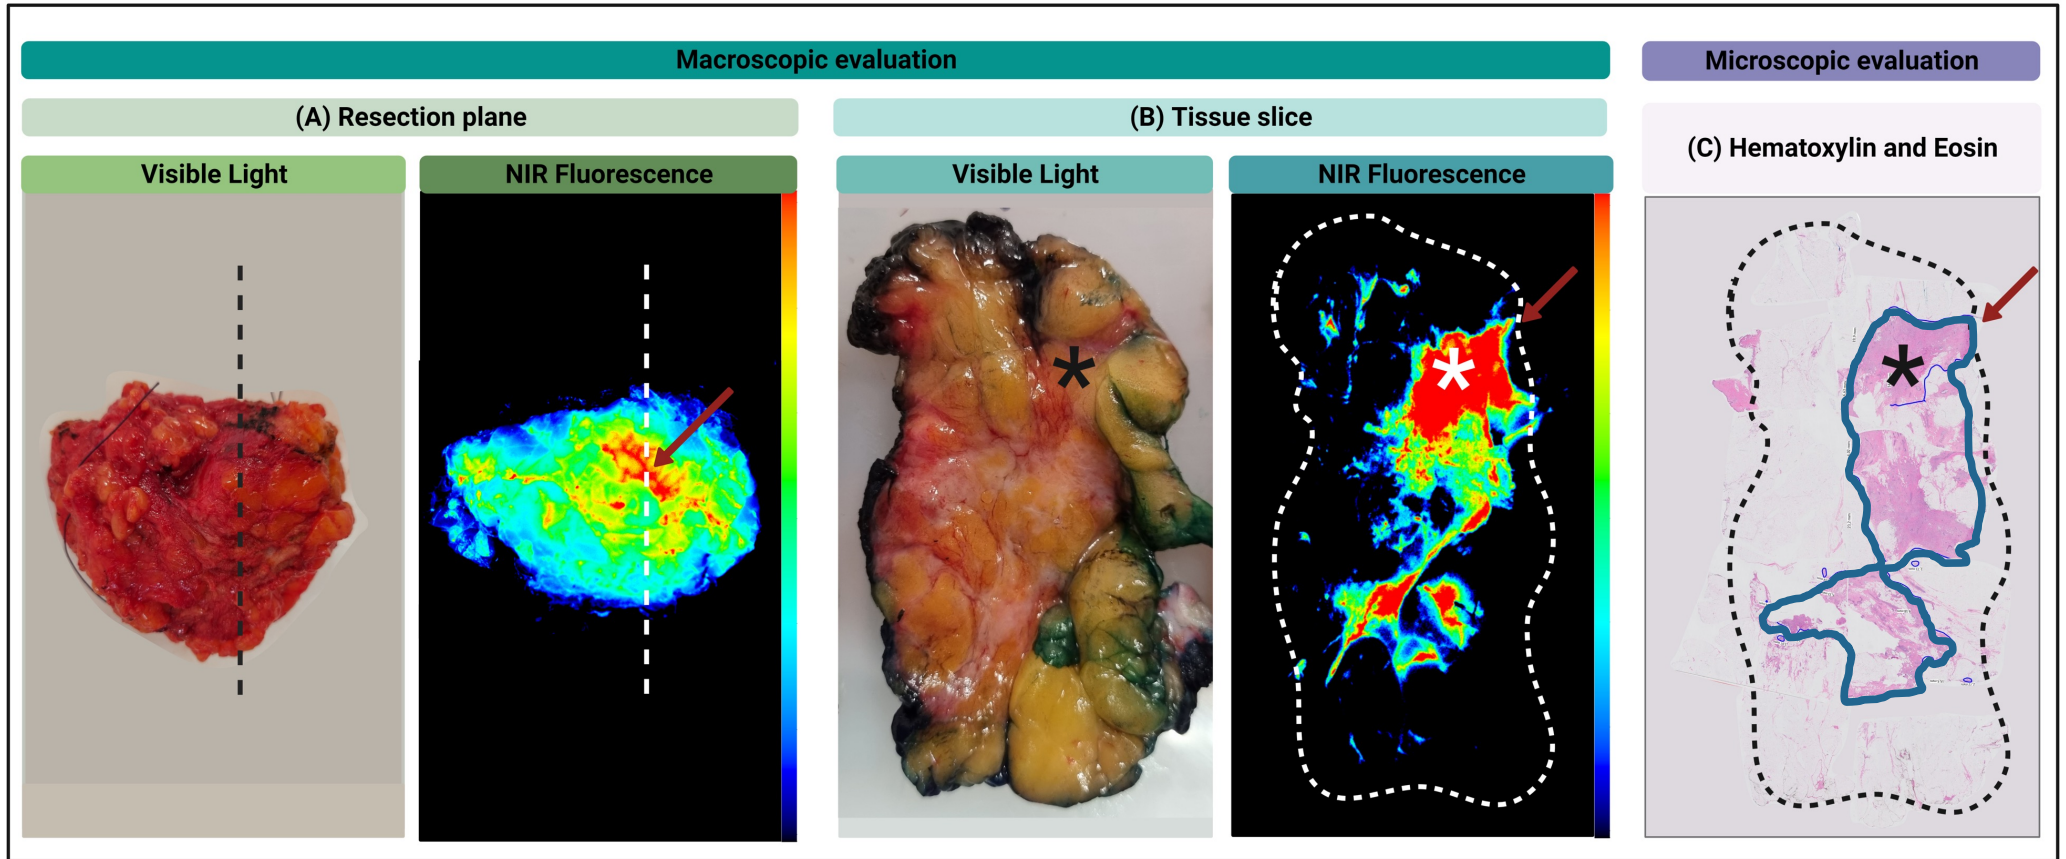 Macroscopic evaluation
Microscopic evaluation
(A) Resection plane
(B) Tissue slice
(C) Hematoxylin and Eosin
Visible Light
NIR Fluorescence
Visible Light
NIR Fluorescence
*
*
*